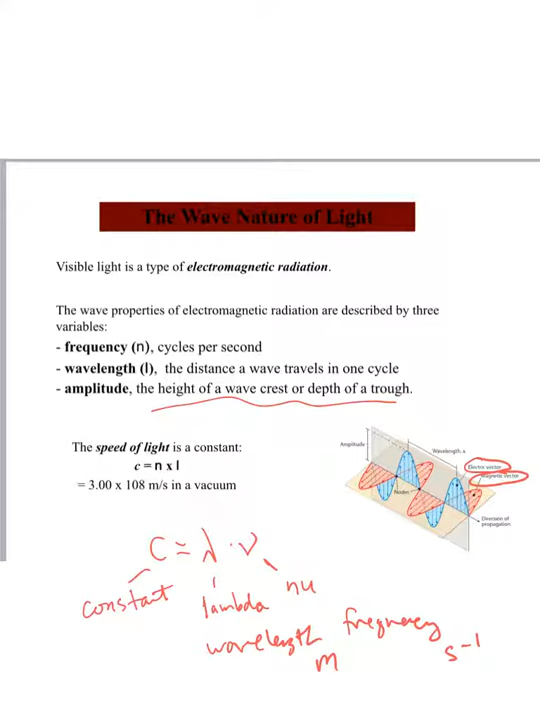 The Wave Nature of Light
Visible light is a type of electromagnetic radiation.
The wave properties of electromagnetic radiation are described by three
variables:
- frequency (n), cycles per second
- wavelength (l), the distance a wave travels in one cycle
- amplitude, the height of a wave crest or depth of a trough.
The speed of light is a constant:
c = n x l
= 3.00 x 108 m/s in a vacuum
Amplitude
Wavelength, λ
Electric vector
Magnetic vector
Nodes
Direction of
propagation
C = λ · ν
constant
lambda
nu
wavelength
frequency
m
s-1